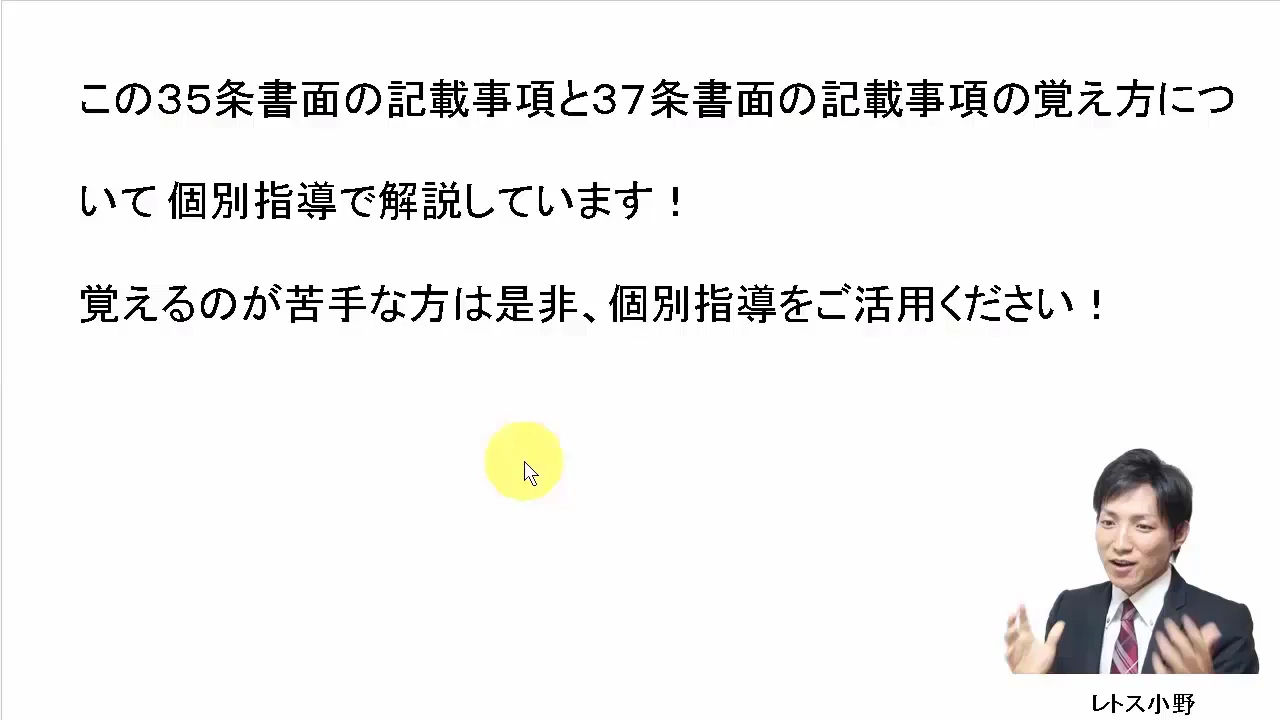 この３５条書面の記載事項と３７条書面の記載事項の覚え方につ
いて 個別指導で解説しています！
覚えるのが苦手な方は是非、個別指導をご活用ください！
レトス小野